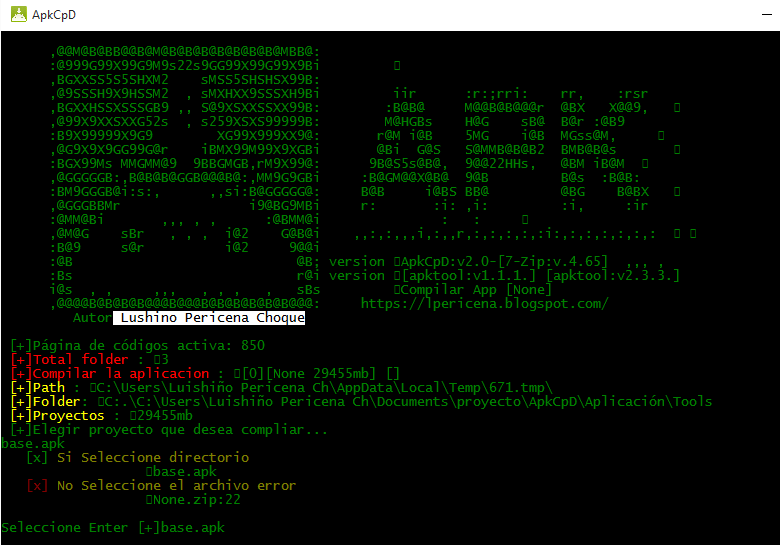 ApkCpD
,@@M@B@BB@@B@M@B@B@B@B@B@B@B@MBB@:
:@999G99X99G9M9s22s9GG99X99G99X9Bi
,BGXXSS5S5SHXM2    sMSS5SHSHSX99B:
,@9SSSH9X9HSSM2  , sMXHXX9SSSXH9Bi         iir      :r:;rri:     rr,    :rsr
,BGXXHSSXSSSGB9 ,, S@9XSXXSSXX99B:        :B@B@     M@@B@B@@@r  @BX   X@@9,
,@99X9XXSXXG52s  , s259XSXS99999B:        M@HGBs    H@G    sB@  B@r :@B9
:B9X99999X9G9        XG99X999XX9@:       r@M i@B    5MG    i@B  MGss@M,
,@G9X9X9GG99G@r    iBMX99M99X9XGBi       @Bi  G@S   S@MMB@B@B2  BMB@B@s
:BGX99Ms MMGMM@9  9BBGMGB,rM9X99@:      9B@S5s@B@,  9@@22HHs,   @BM iB@M
,@GGGGGB:,B@B@B@GGB@@@B@:,MM9G9GBi     :B@GM@@X@B@  9@B         B@s  :B@B:
:BM9GGGB@i:s:,      ,,si:B@GGGGG@:     B@B     i@BS BB@         @BG    B@BX
,@GGGBBMr                i9@BG9MBi     r:       :i: ,i:         :i,     :ir
:@MM@Bi       ,,, , ,      :@BMM@i               :   :
,@M@G    sBr   , , ,  i@2    G@B@i    ,,:,:,,,i,:,,r,:,:,:,:,:i:,:,:,:,:,:,:
:B@9     s@r          i@2     9@@i
:@B                            @B; version ApkCpD:v2.0-[7-Zip:v.4.65]  ,,, ,
:Bs                            r@i version [apktool:v1.1.1.] [apktool:v2.3.3.]
i@s  , ,    ,,,   , , ,   ,   sBs         Compilar App [None]
,@@@@B@B@B@B@BB@BB@B@B@B@B@B@@@@:     https://lpericena.blogspot.com/
Autor Lushino Pericena Choque
[+]Página de códigos activa: 850
[+]Total folder : 3
[+]Compilar la aplicacion : [0][None 29455mb] []
[+]Path : C:\Users\Luishiño Pericena Ch\AppData\Local\Temp\671.tmp\
[+]Folder: C:.\C:\Users\Luishiño Pericena Ch\Documents\proyecto\ApkCpD\Aplicación\Tools
[+]Proyectos : 29455mb
[+]Elegir proyecto que desea compliar...
base.apk
[x] Si Seleccione directorio
base.apk
[x] No Seleccione el archivo error
None.zip:22
Seleccione Enter [+]base.apk